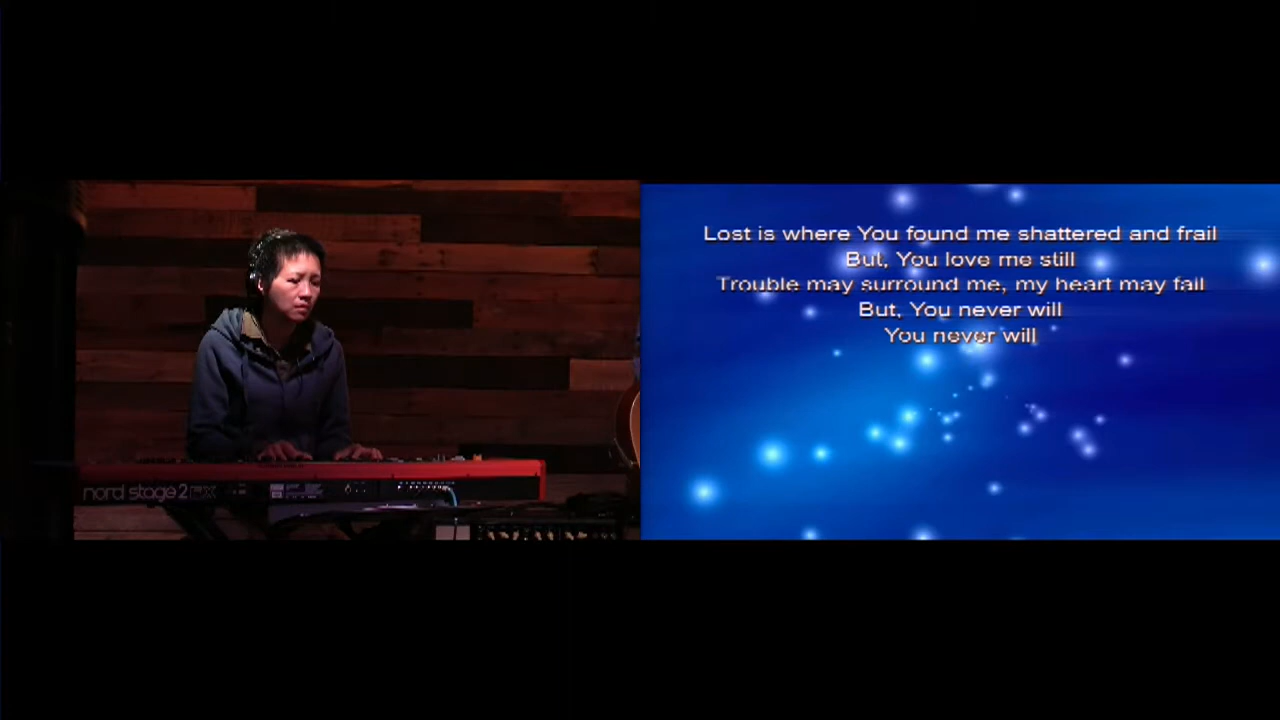 Lost is where You found me shattered and frail
But, You love me still
Trouble may surround me, my heart may fail
But, You never will
You never will
nord stage 2 EX